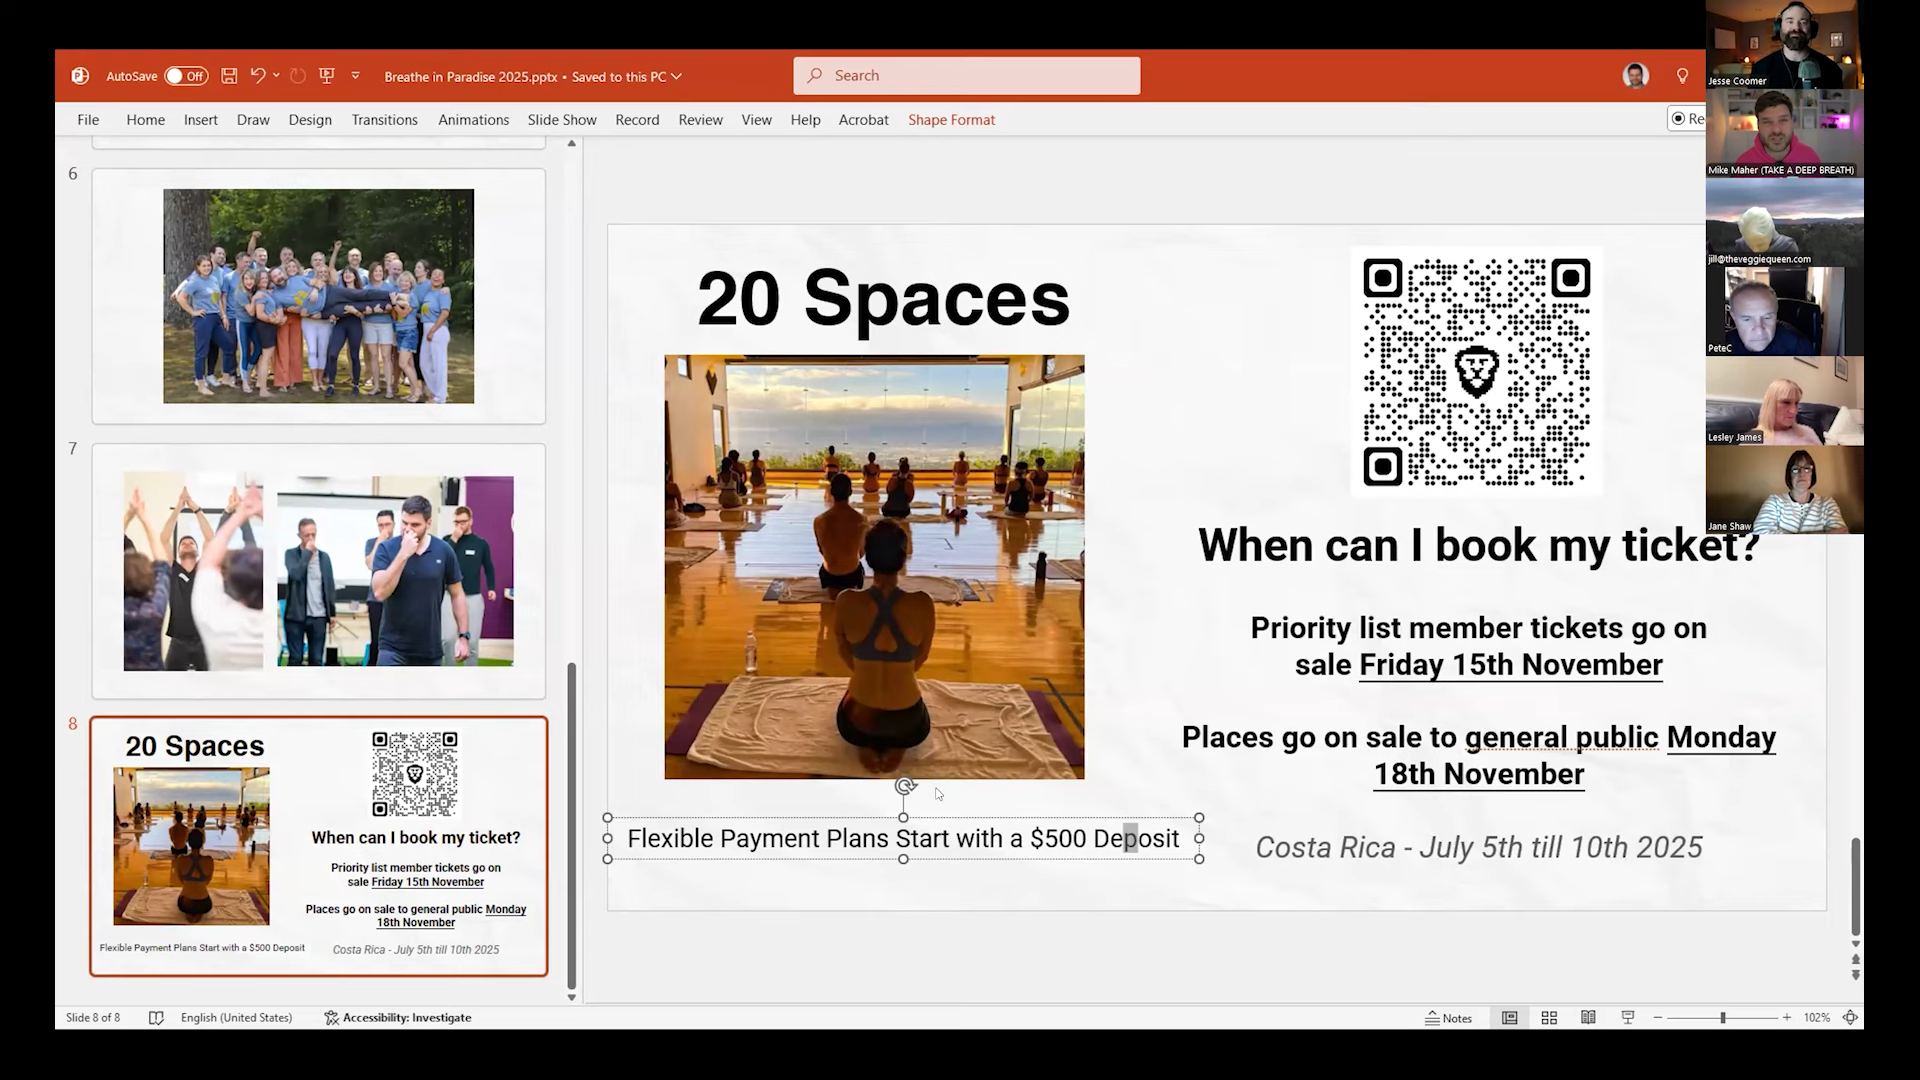 AutoSave Off
Breathe in Paradise 2025.pptx • Saved to this PC
Search
File Home Insert Draw Design Transitions Animations Slide Show Record Review View Help Acrobat Shape Format
Re
6
7
8
20 Spaces
When can I book my ticket?
Priority list member tickets go on
sale Friday 15th November
Places go on sale to general public Monday
18th November
Flexible Payment Plans Start with a $500 Deposit
Costa Rica - July 5th till 10th 2025
20 Spaces
When can I book my ticket?
Priority list member tickets go on
sale Friday 15th November
Places go on sale to general public Monday
18th November
Flexible Payment Plans Start with a $500 Deposit
Costa Rica - July 5th till 10th 2025
Jesse Coomer
Mike Maher (TAKE A DEEP BREATH)
jill@theveggiequeen.com
PeteC
Lesley James
Jane Shaw
Slide 8 of 8
English (United States)
Accessibility: Investigate
Notes
102%